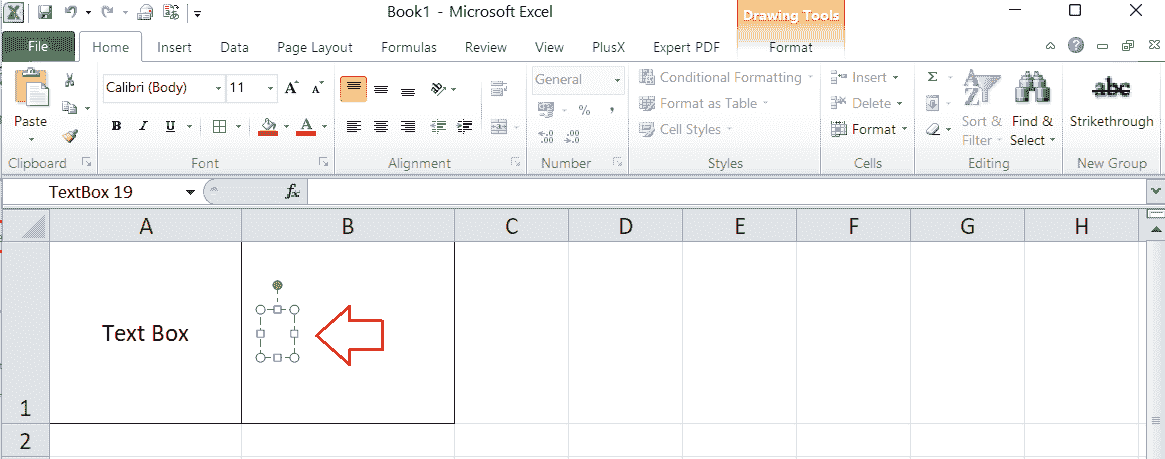 Book1 - Microsoft Excel
Drawing Tools
File Home Insert Data Page Layout Formulas Review View PlusX Expert PDF Format
Paste
Calibri (Body) 11
B I U A
General
% ,
Conditional Formatting
Format as Table
Cell Styles
Insert
Delete
Format
Σ
Sort & Filter
Find & Select
abc
Strikethrough
Clipboard Font Alignment Number Styles Cells Editing New Group
TextBox 19 fx
A B C D E F G H
Text Box
1
2